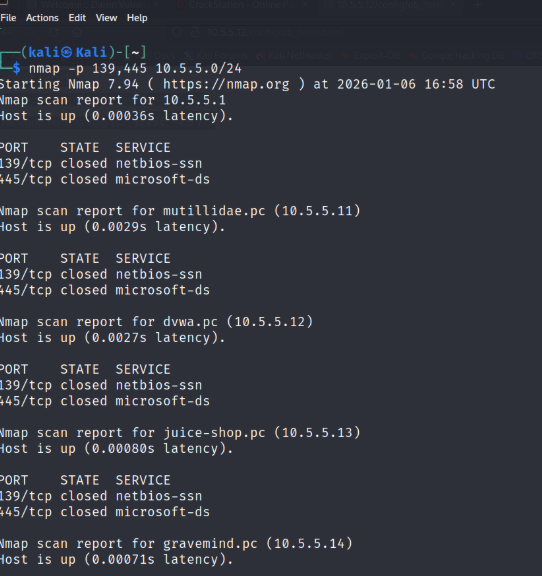 File Actions Edit View Help
(kali㉿Kali)-[~]
$ nmap -p 139,445 10.5.5.0/24
Starting Nmap 7.94 ( https://nmap.org ) at 2026-01-06 16:58 UTC
Nmap scan report for 10.5.5.1
Host is up (0.00036s latency).
PORT STATE SERVICE
139/tcp closed netbios-ssn
445/tcp closed microsoft-ds
Nmap scan report for mutillidae.pc (10.5.5.11)
Host is up (0.0029s latency).
PORT STATE SERVICE
139/tcp closed netbios-ssn
445/tcp closed microsoft-ds
Nmap scan report for dvwa.pc (10.5.5.12)
Host is up (0.0027s latency).
PORT STATE SERVICE
139/tcp closed netbios-ssn
445/tcp closed microsoft-ds
Nmap scan report for juice-shop.pc (10.5.5.13)
Host is up (0.00080s latency).
PORT STATE SERVICE
139/tcp closed netbios-ssn
445/tcp closed microsoft-ds
Nmap scan report for gravemind.pc (10.5.5.14)
Host is up (0.00071s latency).